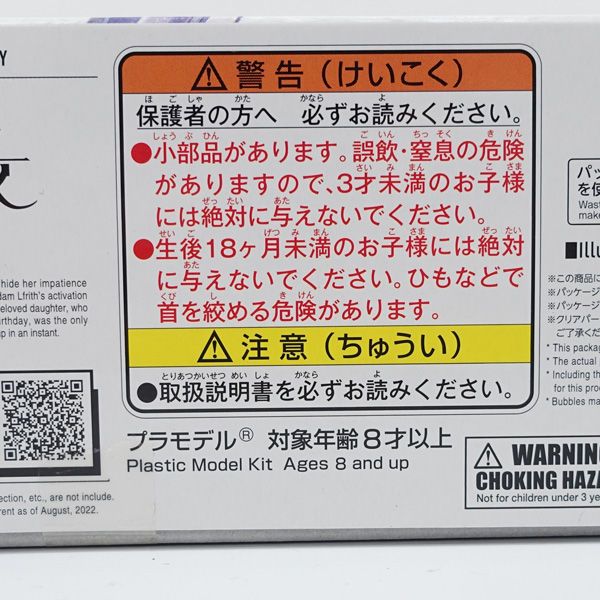 Y
hide her impatience
dam Lfrith's activation
eloved daughter, who
irthday, was the only
up in an instant.
ection, etc., are not include.
rent as of August, 2022.
⚠ 警告（けいこく）
保護者の方へ 必ずお読みください。
●小部品があります。誤飲・窒息の危険
がありますので、3才未満のお子様
には絶対に与えないでください。
●生後18ヶ月未満のお子様には絶対
に与えないでください。ひもなどで
首を絞める危険があります。
⚠ 注意（ちゅうい）
●取扱説明書を必ずお読みください。
プラモデル® 対象年齢8才以上
Plastic Model Kit Ages 8 and up
パッ
を使
Wast
make
■Illu
※この商品に
※パッケージ
※パッケージ
※クリアパー
ご了承くだ
* This packag
* The actual p
* Including th
for this prod
* Bubbles ma
⚠ WARNIN
CHOKING HAZA
Not for children under 3 yea